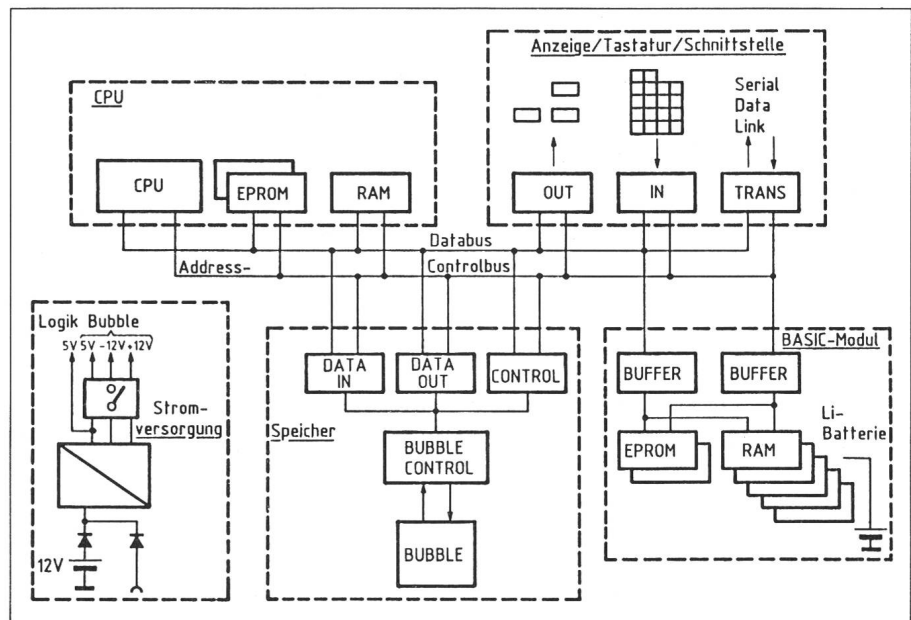 Anzeige/Tastatur/Schnittstelle
CPU
Serial
Data
Link
CPU
EPROM
RAM
OUT
IN
TRANS
Databus
Address-
Controlbus
Logik Bubble
5V 5V -12V +12V
Strom-
versorgung
12V
DATA
IN
DATA
OUT
CONTROL
Speicher
BUBBLE
CONTROL
BUBBLE
BASIC-Modul
BUFFER
BUFFER
Li-
Batterie
EPROM
RAM